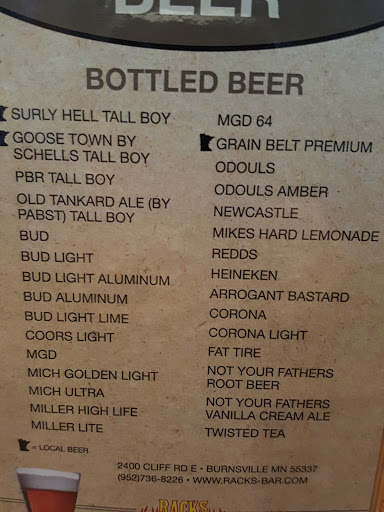 BEER
BOTTLED BEER
SURLY HELL TALL BOY
GOOSE TOWN BY
SCHELLS TALL BOY
PBR TALL BOY
OLD TANKARD ALE (BY
PABST) TALL BOY
BUD
BUD LIGHT
BUD LIGHT ALUMINUM
BUD ALUMINUM
BUD LIGHT LIME
COORS LIGHT
MGD
MICH GOLDEN LIGHT
MICH ULTRA
MILLER HIGH LIFE
MILLER LITE
MGD 64
GRAIN BELT PREMIUM
ODOULS
ODOULS AMBER
NEWCASTLE
MIKES HARD LEMONADE
REDDS
HEINEKEN
ARROGANT BASTARD
CORONA
CORONA LIGHT
FAT TIRE
NOT YOUR FATHERS
ROOT BEER
NOT YOUR FATHERS
VANILLA CREAM ALE
TWISTED TEA
= LOCAL BEER
2400 CLIFF RD E • BURNSVILLE MN 55337
(952)736-8226 • WWW.RACKS-BAR.COM
RACKS